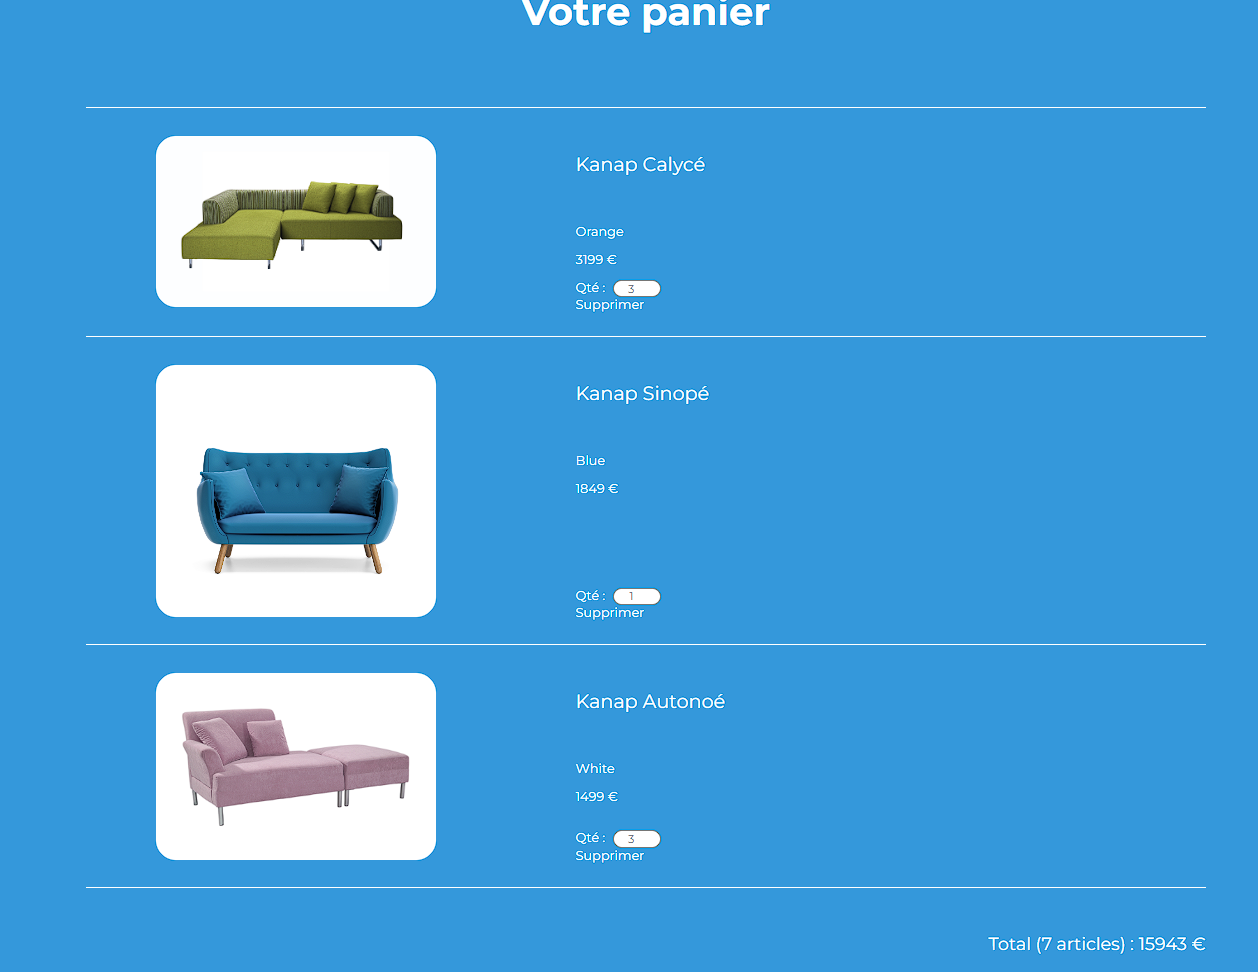 Votre panier
Kanap Calycé
Orange
3199 €
Qté : 3
Supprimer
Kanap Sinopé
Blue
1849 €
Qté : 1
Supprimer
Kanap Autonoé
White
1499 €
Qté : 3
Supprimer
Total (7 articles) : 15943 €